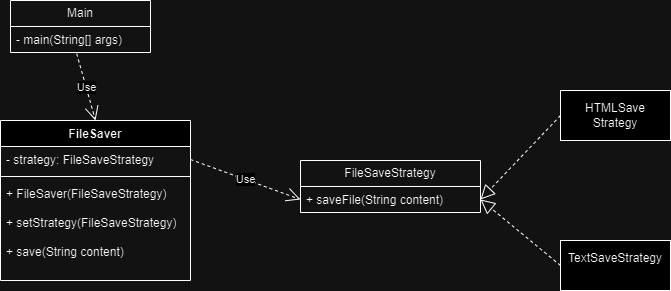 Main
- main(String[] args)
Use
FileSaver
- strategy: FileSaveStrategy
+ FileSaver(FileSaveStrategy)
+ setStrategy(FileSaveStrategy)
+ save(String content)
Use
FileSaveStrategy
+ saveFile(String content)
HTMLSave
Strategy
TextSaveStrategy